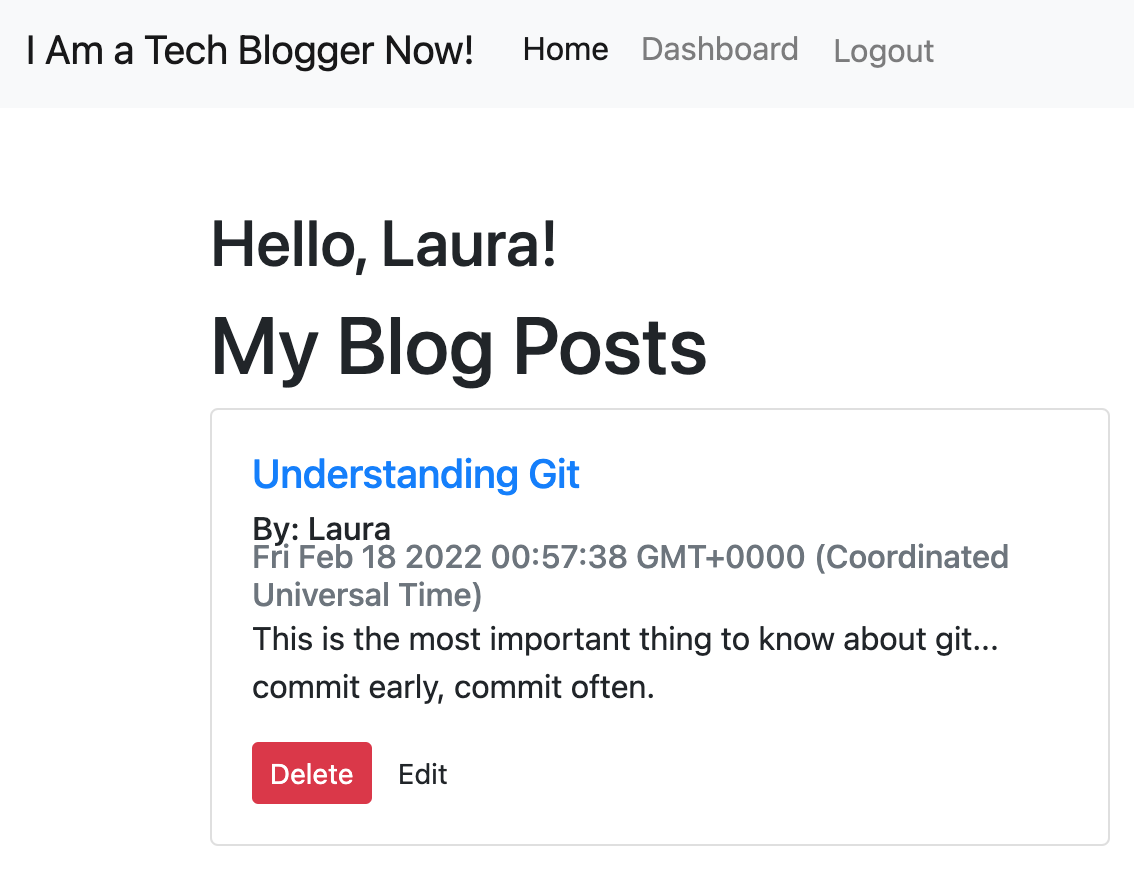 I Am a Tech Blogger Now! Home Dashboard Logout
Hello, Laura!
My Blog Posts
Understanding Git
By: Laura
Fri Feb 18 2022 00:57:38 GMT+0000 (Coordinated
Universal Time)
This is the most important thing to know about git...
commit early, commit often.
Delete Edit